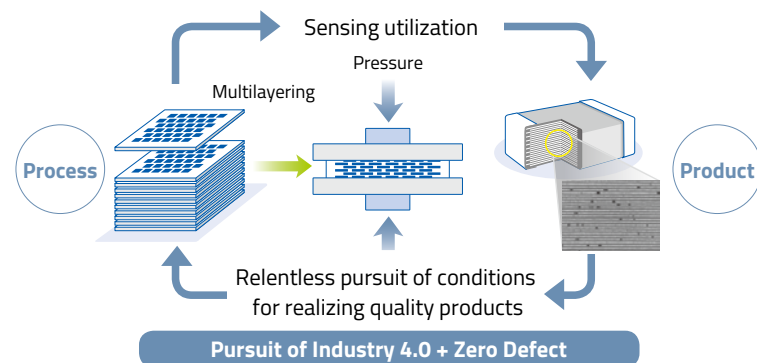 Sensing utilization
Pressure
Multilayering
Process
Product
Relentless pursuit of conditions
for realizing quality products
Pursuit of Industry 4.0 + Zero Defect